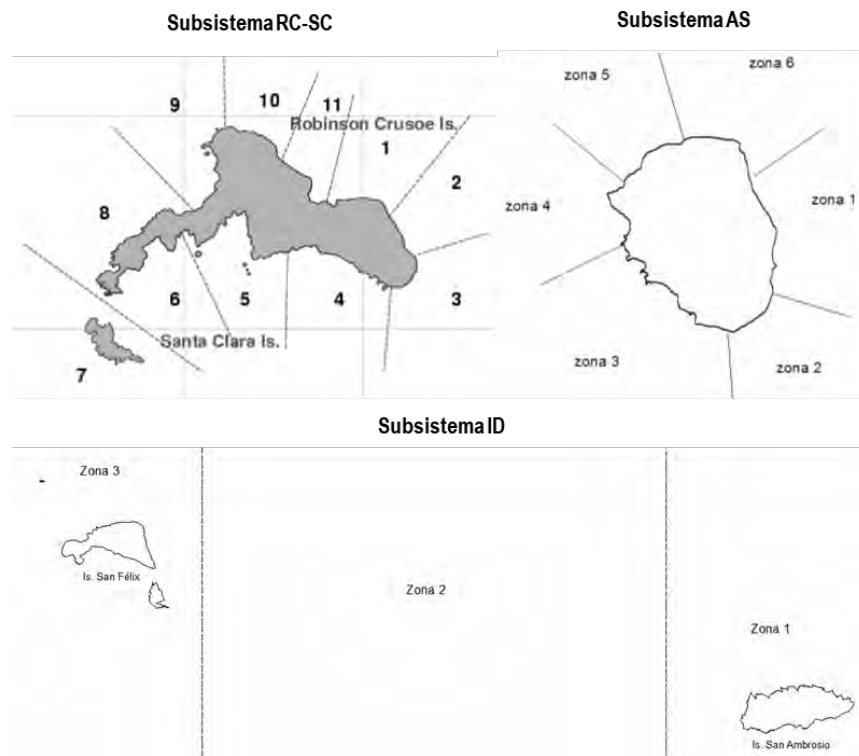 Subsistema RC-SC
Subsistema AS
9
10
11
Robinson Crusoe Is.
1
2
8
6
5
4
3
Santa Clara Is.
7
zona 5
zona 6
zona 4
zona 1
zona 3
zona 2
Subsistema ID
Zona 3
Is. San Félix
Zona 2
Zona 1
Is. San Ambrosio